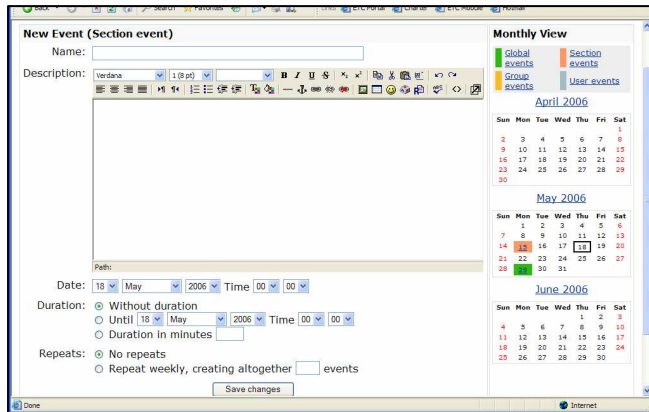 Back
Search
Favorites
Links
ETC Portal
Charter
ETC Moodle
Hotmail
New Event (Section event)
Name:
Description:
Verdana
1 (8 pt)
B I U S x₂ x²
Path:
Date: 18 May 2006 Time 00 00
Duration: Without duration
Until 18 May 2006 Time 00 00
Duration in minutes
Repeats: No repeats
Repeat weekly, creating altogether events
Save changes
Monthly View
Global events
Section events
Group events
User events
April 2006
Sun Mon Tue Wed Thu Fri Sat
1
2 3 4 5 6 7 8
9 10 11 12 13 14 15
16 17 18 19 20 21 22
23 24 25 26 27 28 29
30
May 2006
Sun Mon Tue Wed Thu Fri Sat
1 2 3 4 5 6
7 8 9 10 11 12 13
14 15 16 17 18 19 20
21 22 23 24 25 26 27
28 29 30 31
June 2006
Sun Mon Tue Wed Thu Fri Sat
1 2 3
4 5 6 7 8 9 10
11 12 13 14 15 16 17
18 19 20 21 22 23 24
25 26 27 28 29 30
Done
Internet